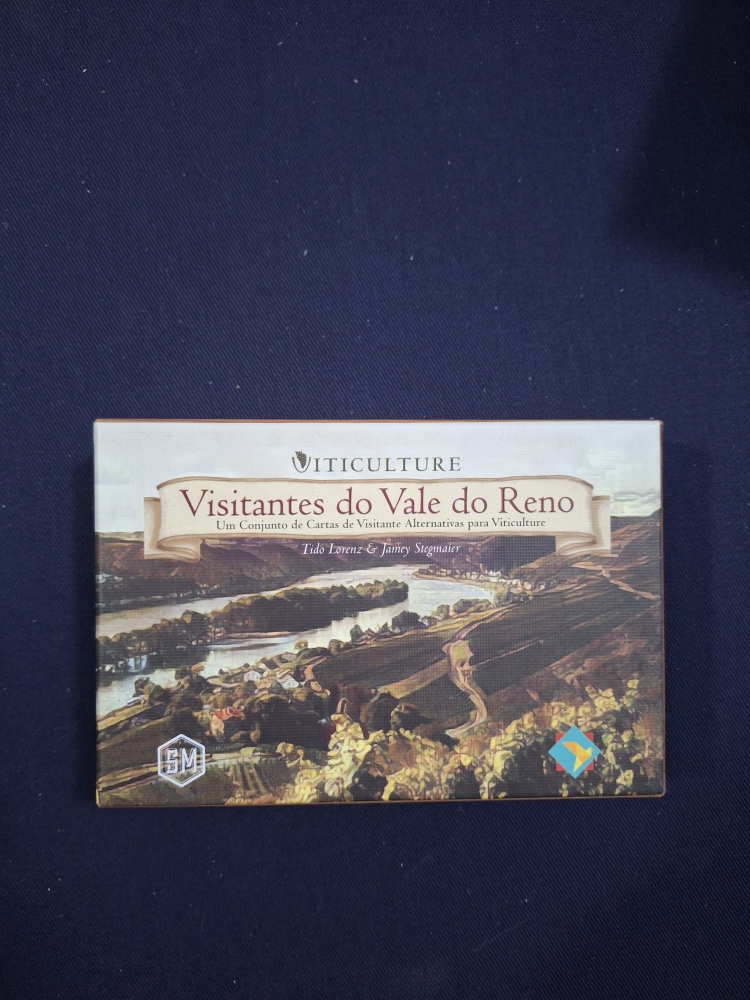 VITICULTURE
Visitantes do Vale do Reno
Um Conjunto de Cartas de Visitante Alternativas para Viticulture
Tido Lorenz & Jamey Stegmaier
SM